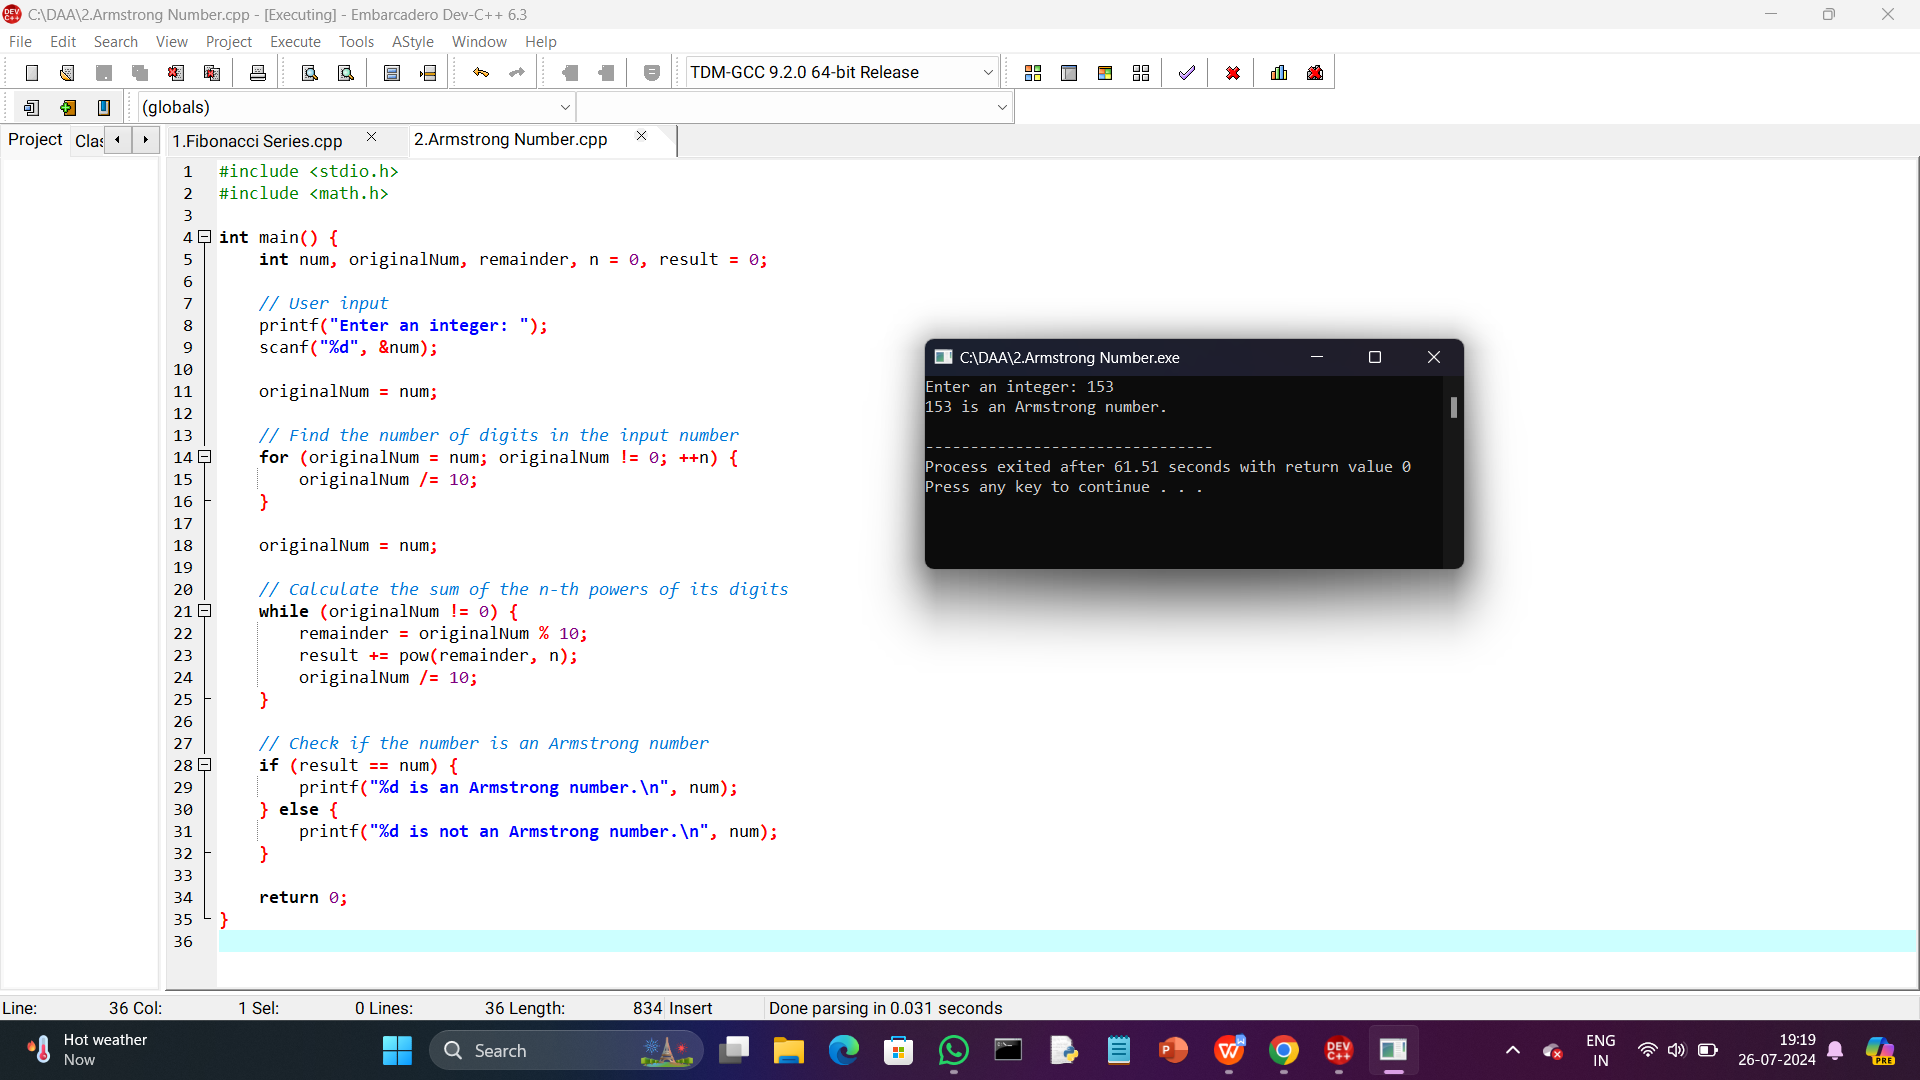 C:\DAA\2.Armstrong Number.cpp - [Executing] - Embarcadero Dev-C++ 6.3
File Edit Search View Project Execute Tools AStyle Window Help
TDM-GCC 9.2.0 64-bit Release
(globals)
Project Clas 1.Fibonacci Series.cpp 2.Armstrong Number.cpp
1 #include <stdio.h>
2 #include <math.h>
3
4 int main() {
5 int num, originalNum, remainder, n = 0, result = 0;
6
7 // User input
8 printf("Enter an integer: ");
9 scanf("%d", &num);
10
11 originalNum = num;
12
13 // Find the number of digits in the input number
14 for (originalNum = num; originalNum != 0; ++n) {
15 originalNum /= 10;
16 }
17
18 originalNum = num;
19
20 // Calculate the sum of the n-th powers of its digits
21 while (originalNum != 0) {
22 remainder = originalNum % 10;
23 result += pow(remainder, n);
24 originalNum /= 10;
25 }
26
27 // Check if the number is an Armstrong number
28 if (result == num) {
29 printf("%d is an Armstrong number.\n", num);
30 } else {
31 printf("%d is not an Armstrong number.\n", num);
32 }
33
34 return 0;
35 }
36
C:\DAA\2.Armstrong Number.exe
Enter an integer: 153
153 is an Armstrong number.
--------------------------------
Process exited after 61.51 seconds with return value 0
Press any key to continue . . .
Line: 36 Col: 1 Sel: 0 Lines: 36 Length: 834 Insert Done parsing in 0.031 seconds
Hot weather
Now
Search
DEV
C++
ENG
IN
19:19
26-07-2024
PRE